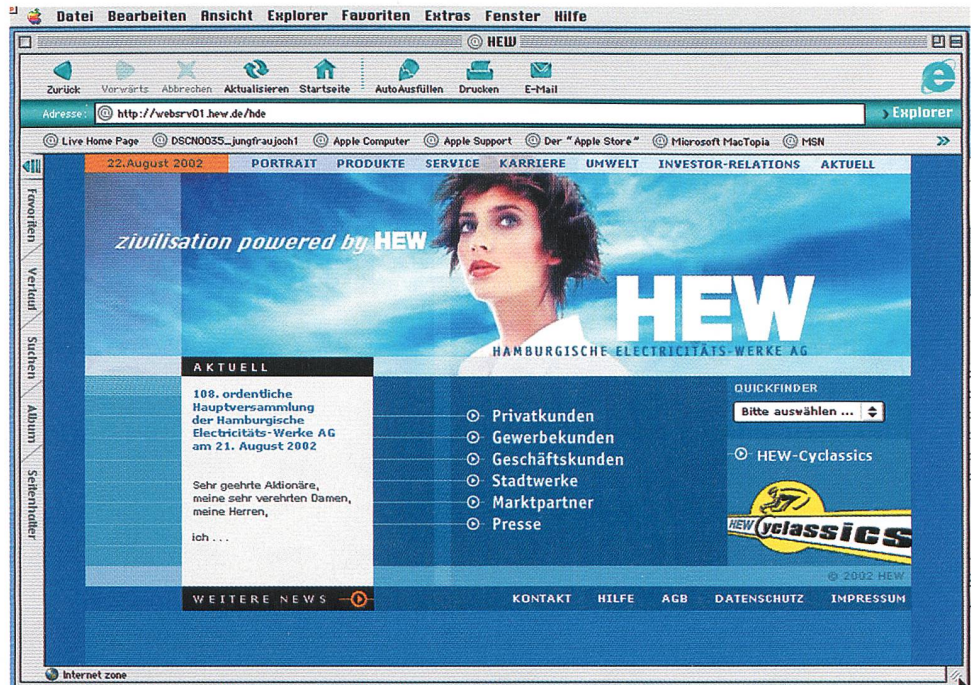 Datei Bearbeiten Ansicht Explorer Favoriten Extras Fenster Hilfe
HEW
Zurück Vorwärts Abbrechen Aktualisieren Startseite AutoAusfüllen Drucken E-Mail
Adresse: http://websrv01.hew.de/hde Explorer
Live Home Page DSCN0035_jungfraujoch1 Apple Computer Apple Support Der "Apple Store" Microsoft MacTopia MSN
Favoriten
Verlauf
Suchen
Album
Seitenhalter
22.August 2002 PORTRAIT PRODUKTE SERVICE KARRIERE UMWELT INVESTOR-RELATIONS AKTUELL
zivilisation powered by HEW
HEW
HAMBURGISCHE ELECTRICITÄTS-WERKE AG
AKTUELL
108. ordentliche
Hauptversammlung
der Hamburgische
Electricitäts-Werke AG
am 21. August 2002
Sehr geehrte Aktionäre,
meine sehr verehrten Damen,
meine Herren,
ich ...
WEITERE NEWS
Privatkunden
Gewerbekunden
Geschäftskunden
Stadtwerke
Marktpartner
Presse
QUICKFINDER
Bitte auswählen ...
HEW-Cyclassics
HEW Cyclassics
© 2002 HEW
KONTAKT HILFE AGB DATENSCHUTZ IMPRESSUM
Internet zone